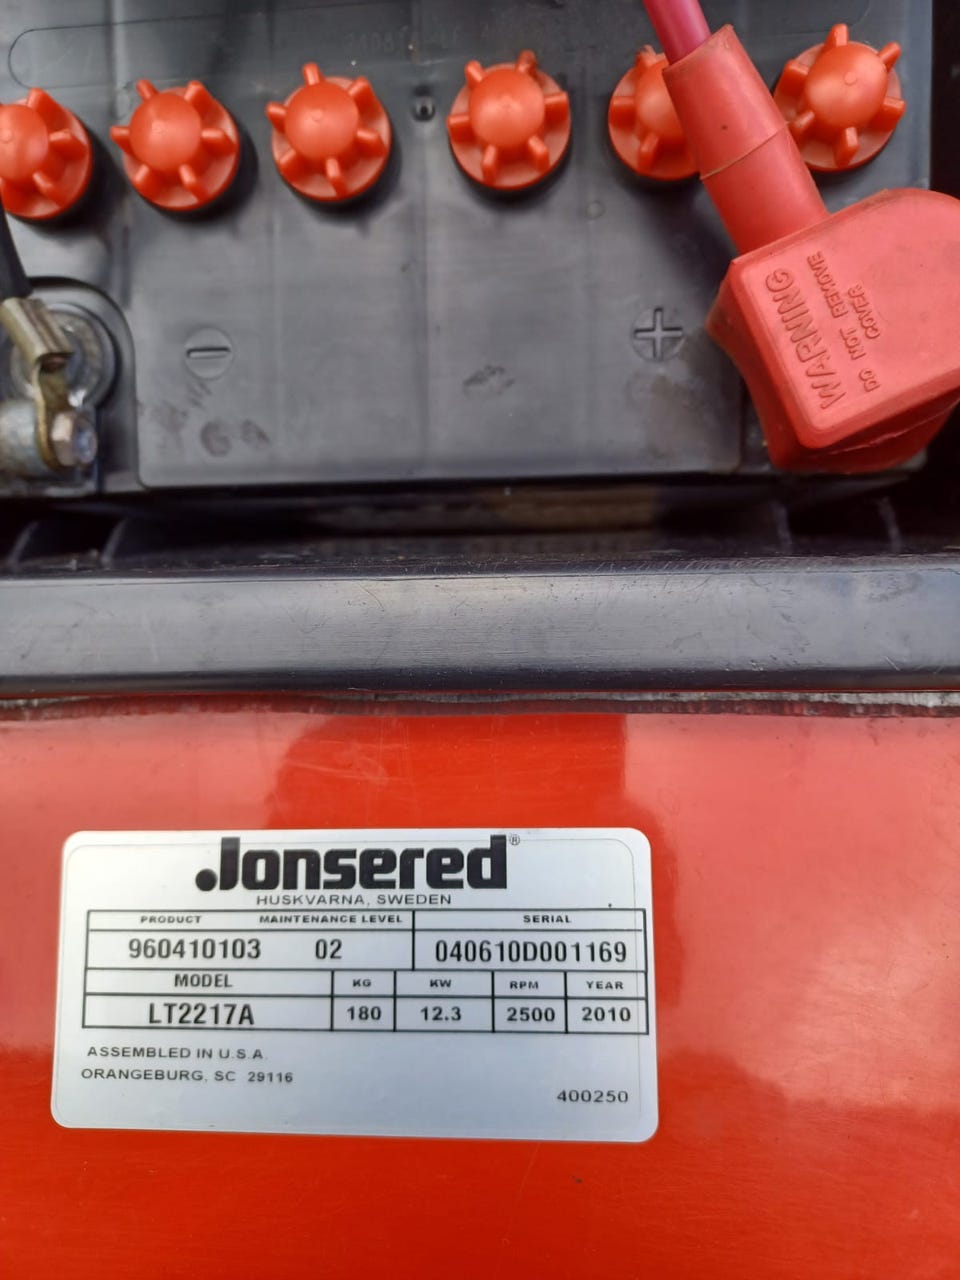 WARNING
DO NOT REMOVE
COVER
Jonsered®
HUSKVARNA, SWEDEN
PRODUCT MAINTENANCE LEVEL SERIAL
960410103 02 040610D001169
MODEL KG KW RPM YEAR
LT2217A 180 12.3 2500 2010
ASSEMBLED IN U.S.A.
ORANGEBURG, SC 29116
400250